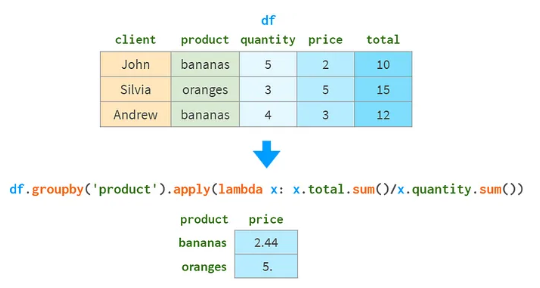 df
client product quantity price total
John bananas 5 2 10
Silvia oranges 3 5 15
Andrew bananas 4 3 12
df.groupby('product').apply(lambda x: x.total.sum()/x.quantity.sum())
product price
bananas 2.44
oranges 5.